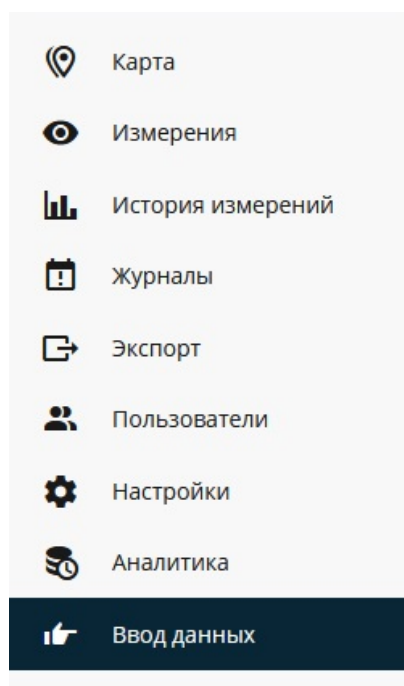 Карта
Измерения
История измерений
Журналы
Экспорт
Пользователи
Настройки
Аналитика
Ввод данных